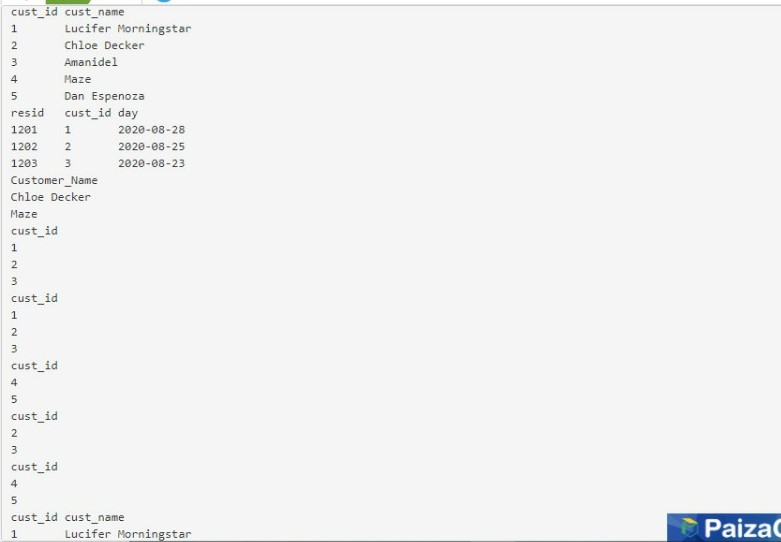 cust_id cust_name
1 Lucifer Morningstar
2 Chloe Decker
3 Amanidel
4 Maze
5 Dan Espenoza
resid cust_id day
1201 1 2020-08-28
1202 2 2020-08-25
1203 3 2020-08-23
Customer_Name
Chloe Decker
Maze
cust_id
1
2
3
cust_id
1
2
3
cust_id
4
5
cust_id
2
3
cust_id
4
5
cust_id cust_name
1 Lucifer Morningstar
PaizaC